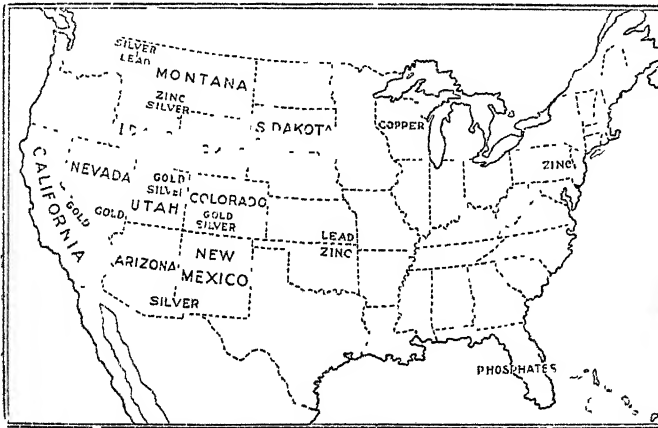 SILVER
LEAD
MONTANA
ZINC
SILVER
S. DAKOTA
COPPER
NEVADA
GOLD
SILVER
UTAH
COLORADO
GOLD
SILVER
ZINC
CALIFORNIA
GOLD
GOLD
LEAD
ZINC
ARIZONA
NEW
MEXICO
SILVER
PHOSPHATES